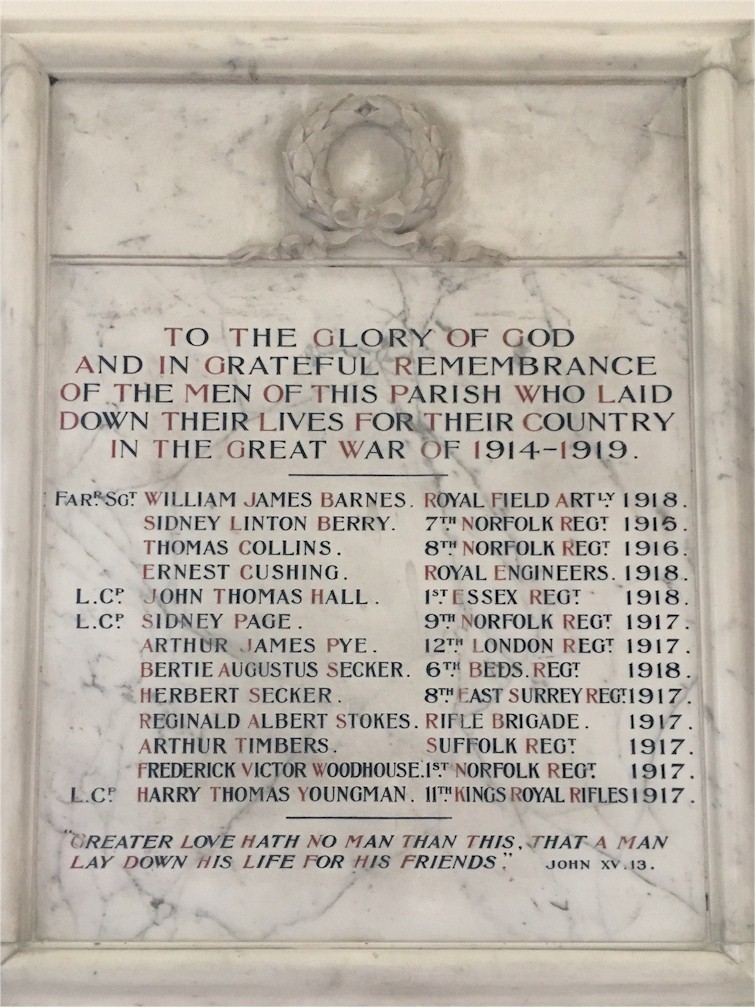 TO THE GLORY OF GOD
AND IN GRATEFUL REMEMBRANCE
OF THE MEN OF THIS PARISH WHO LAID
DOWN THEIR LIVES FOR THEIR COUNTRY
IN THE GREAT WAR OF 1914-1919.
FARR. SGT WILLIAM JAMES BARNES. ROYAL FIELD ARTLY 1918.
SIDNEY LINTON BERRY. 7TH NORFOLK REGT 1916.
THOMAS COLLINS. 8TH NORFOLK REGT 1916.
ERNEST CUSHING. ROYAL ENGINEERS. 1918.
L.CP. JOHN THOMAS HALL. 1ST ESSEX REGT 1918.
L.CP. SIDNEY PAGE. 9TH NORFOLK REGT 1917.
ARTHUR JAMES PYE. 12TH LONDON REGT 1917.
BERTIE AUGUSTUS SECKER. 6TH BEDS. REGT 1918.
HERBERT SECKER. 8TH EAST SURREY REGT 1917.
REGINALD ALBERT STOKES. RIFLE BRIGADE. 1917.
ARTHUR TIMBERS. SUFFOLK REGT 1917.
FREDERICK VICTOR WOODHOUSE. 1ST NORFOLK REGT. 1917.
L.CP. HARRY THOMAS YOUNGMAN. 11TH KINGS ROYAL RIFLES 1917.
"GREATER LOVE HATH NO MAN THAN THIS, THAT A MAN
LAY DOWN HIS LIFE FOR HIS FRIENDS." JOHN XV.13.